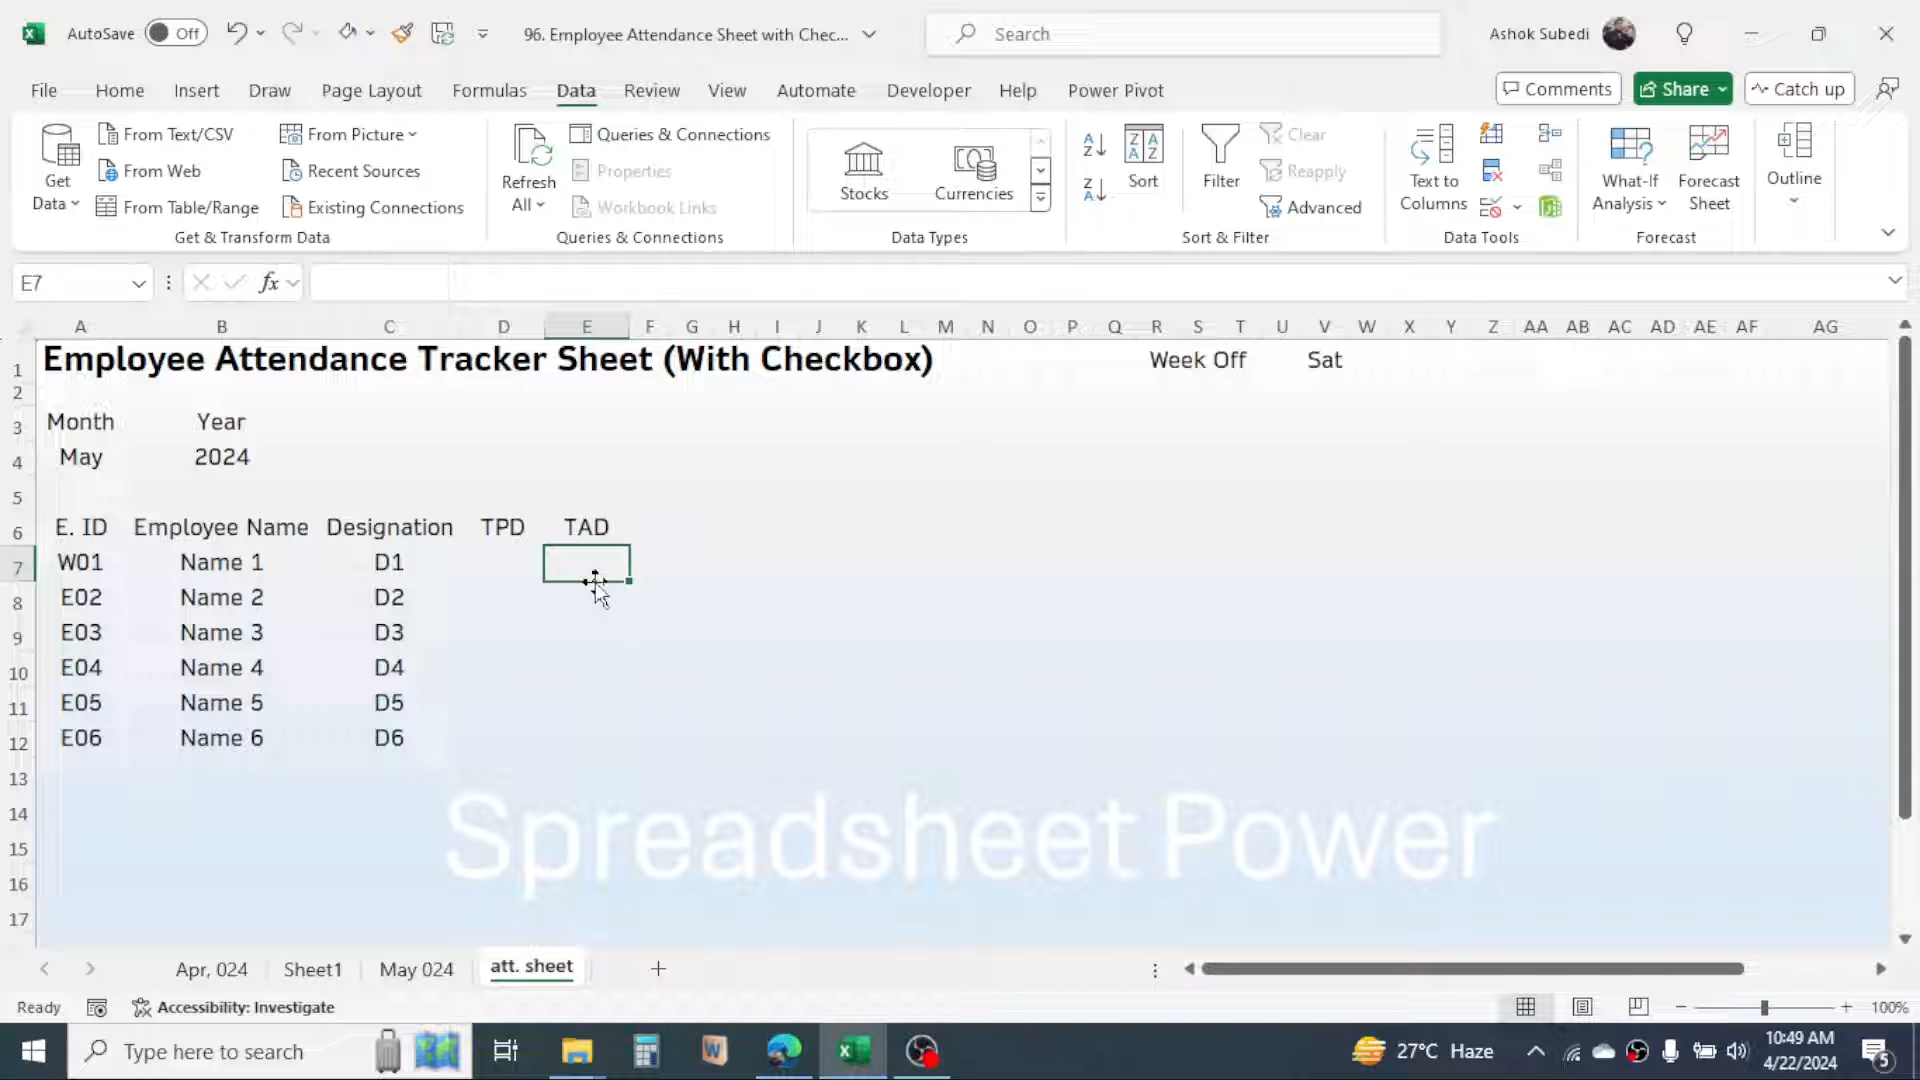 AutoSave Off 96. Employee Attendance Sheet with Chec... Search Ashok Subedi
File Home Insert Draw Page Layout Formulas Data Review View Automate Developer Help Power Pivot Comments Share Catch up
From Text/CSV From Picture Queries & Connections Clear
From Web Recent Sources Properties Reapply
From Table/Range Existing Connections Workbook Links Advanced
Get Data Refresh All Stocks Currencies Sort Filter Text to Columns What-If Analysis Forecast Sheet Outline
Get & Transform Data Queries & Connections Data Types Sort & Filter Data Tools Forecast
E7 fx
A B C D E F G H I J K L M N O P Q R S T U V W X Y Z AA AB AC AD AE AF AG
1 Employee Attendance Tracker Sheet (With Checkbox) Week Off Sat
2
3 Month Year
4 May 2024
5
6 E. ID Employee Name Designation TPD TAD
7 W01 Name 1 D1
8 E02 Name 2 D2
9 E03 Name 3 D3
10 E04 Name 4 D4
11 E05 Name 5 D5
12 E06 Name 6 D6
13
14
15
16
17
Spreadsheet Power
Apr, 024 Sheet1 May 024 att. sheet
Ready Accessibility: Investigate 100%
Type here to search 27°C Haze 10:49 AM
4/22/2024 5